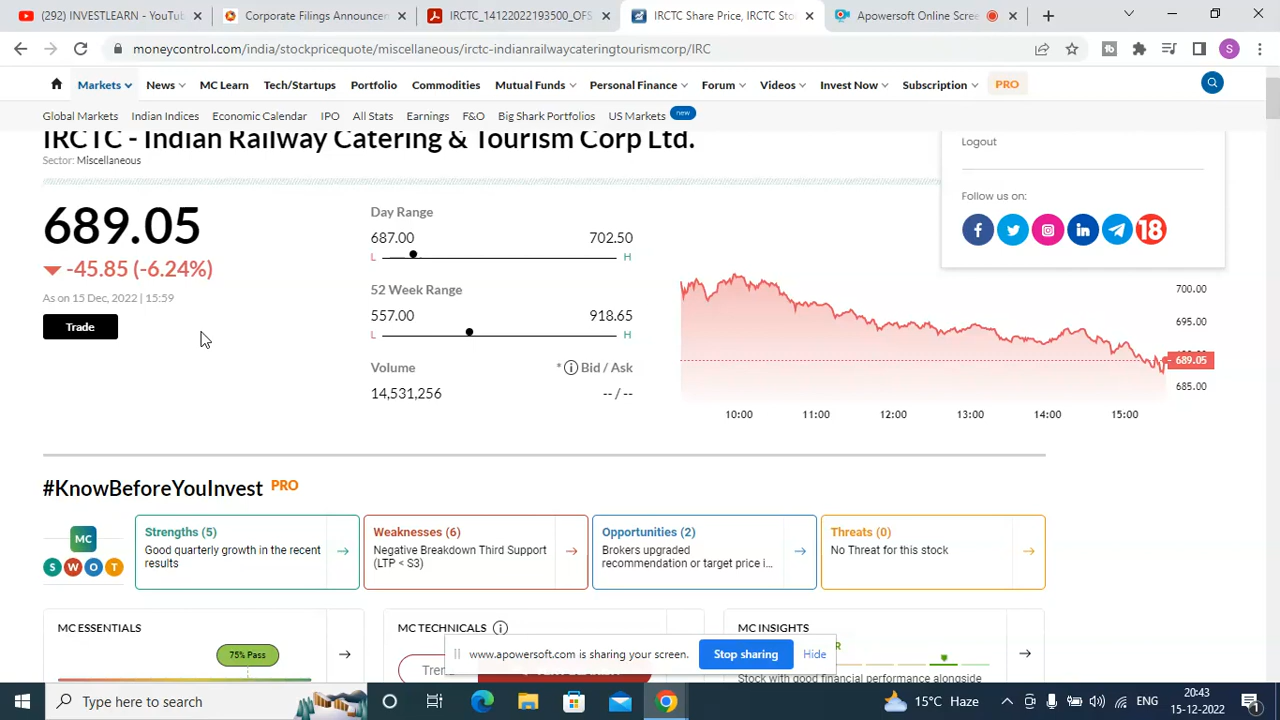 (292) INVESTLEARN - YouTu
Corporate Filings Announcen
IRCTC_14122022193500_OFS
IRCTC Share Price, IRCTC Sto
Apowersoft Online Scree
moneycontrol.com/india/stockpricequote/miscellaneous/irctc-indianrailwaycateringtourismcorp/IRC
S
Markets News MC Learn Tech/Startups Portfolio Commodities Mutual Funds Personal Finance Forum Videos Invest Now Subscription PRO
Global Markets Indian Indices Economic Calendar IPO All Stats Earnings F&O Big Shark Portfolios US Markets new
IRCTC - Indian Railway Catering & Tourism Corp Ltd.
Sector: Miscellaneous
Logout
Follow us on:
18
689.05
-45.85 (-6.24%)
As on 15 Dec, 2022 | 15:59
Trade
Day Range
687.00 702.50
L H
52 Week Range
557.00 918.65
L H
Volume * Bid / Ask
14,531,256 -- / --
700.00
695.00
689.05
685.00
10:00 11:00 12:00 13:00 14:00 15:00
#KnowBeforeYouInvest PRO
MC
S W O T
Strengths (5)
Good quarterly growth in the recent
results
Weaknesses (6)
Negative Breakdown Third Support
(LTP < S3)
Opportunities (2)
Brokers upgraded
recommendation or target price i...
Threats (0)
No Threat for this stock
MC ESSENTIALS
75% Pass
MC TECHNICALS
Tren
MC INSIGHTS
Stock with good financial performance alongside
www.apowersoft.com is sharing your screen.
Stop sharing
Hide
Type here to search
15°C Haze
ENG
20:43
15-12-2022
1